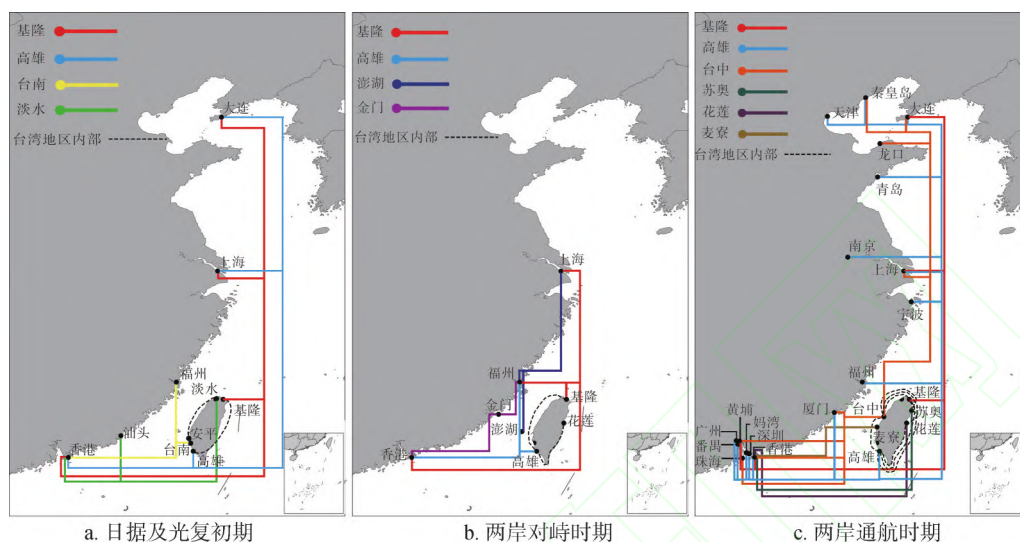 基隆
高雄
台南
淡水
台湾地区内部
大连
上海
福州
淡水
基隆
汕头
安平
台南
香港
高雄
a. 日据及光复初期
基隆
高雄
澎湖
金门
台湾地区内部
上海
福州
基隆
金门
花莲
澎湖
香港
高雄
b. 两岸对峙时期
基隆
高雄
台中
苏奥
花莲
麦寮
台湾地区内部
秦皇岛
天津
大连
龙口
青岛
南京
上海
宁波
福州
基隆
黄埔
厦门
台中
苏奥
妈湾
广州
深圳
麦寮
花莲
番禺
香港
珠海
高雄
c. 两岸通航时期